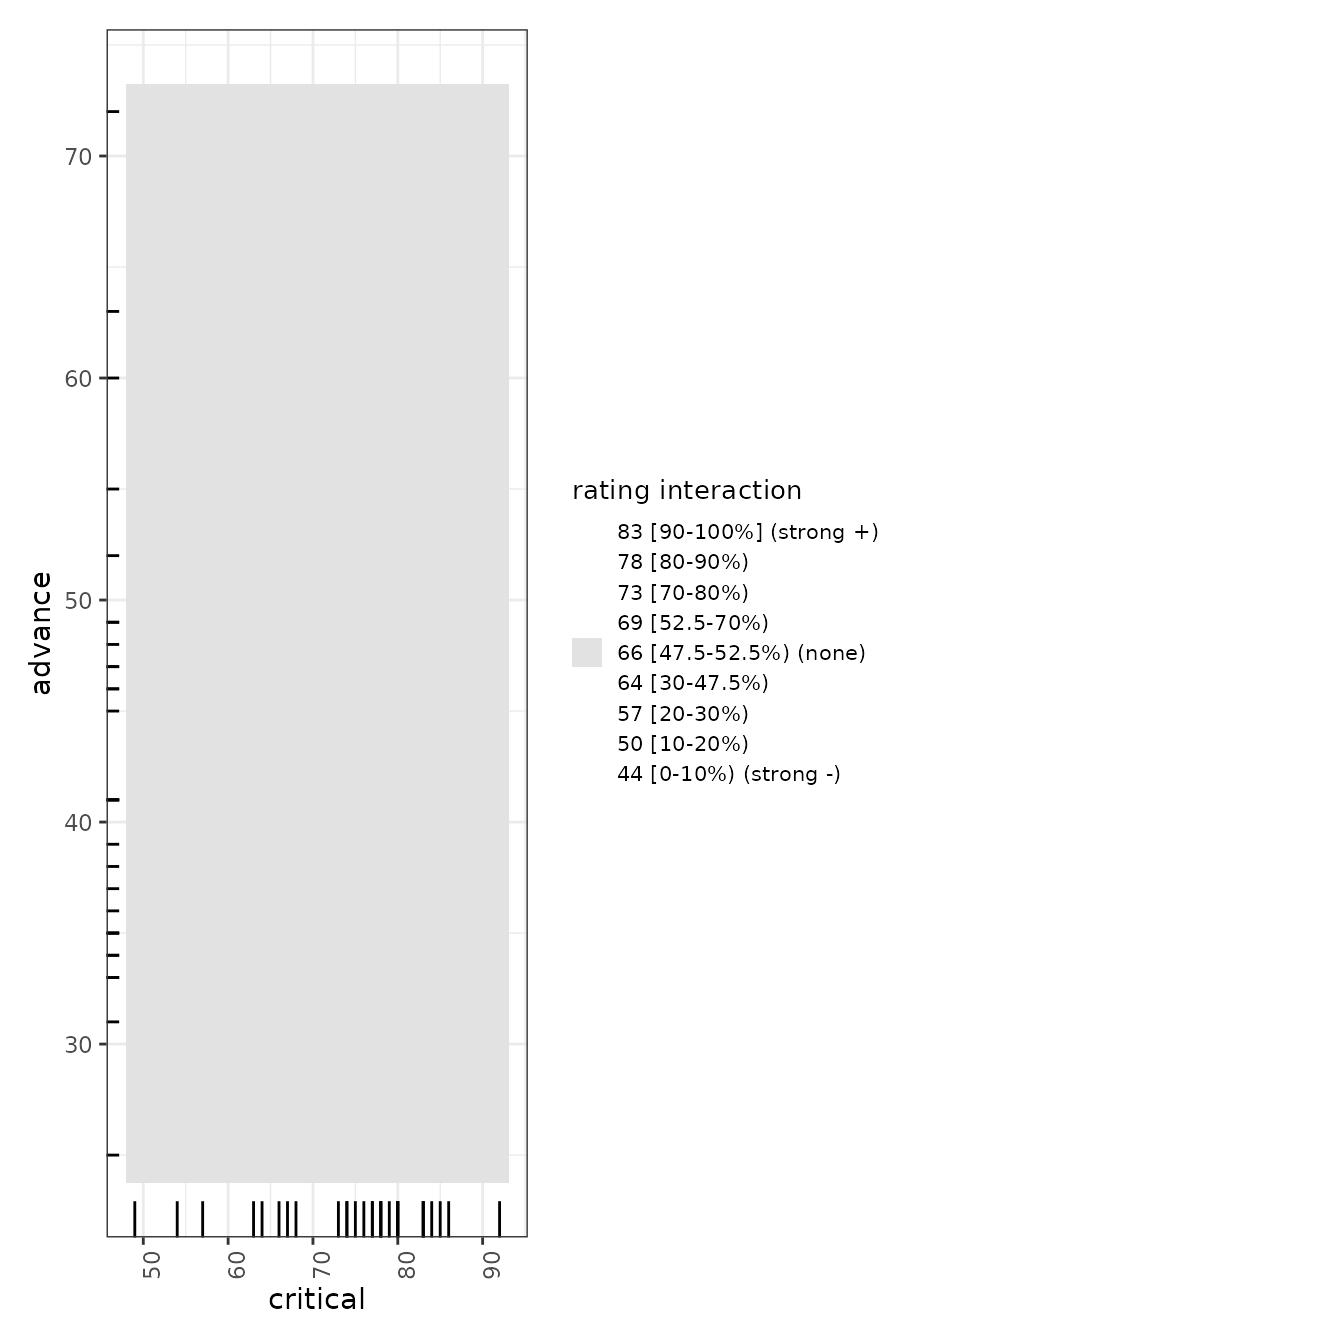 70
60
50
40
30
advance
50
60
70
80
90
critical
rating interaction
83 [90-100%] (strong +)
78 [80-90%)
73 [70-80%)
69 [52.5-70%)
66 [47.5-52.5%) (none)
64 [30-47.5%)
57 [20-30%)
50 [10-20%)
44 [0-10%) (strong -)